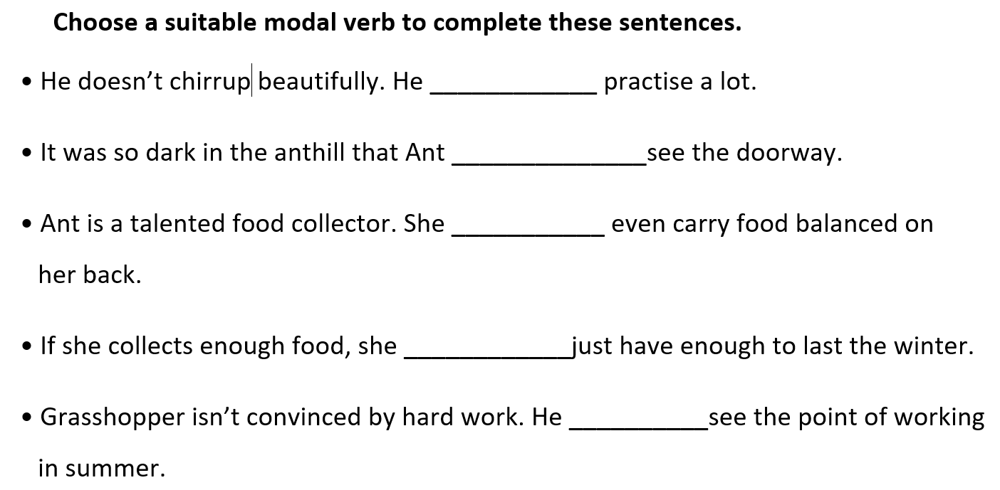 Choose a suitable modal verb to complete these sentences.
• He doesn’t chirrup beautifully. He ____________ practise a lot.
• It was so dark in the anthill that Ant ______________see the doorway.
• Ant is a talented food collector. She ___________ even carry food balanced on
her back.
• If she collects enough food, she ____________just have enough to last the winter.
• Grasshopper isn’t convinced by hard work. He __________see the point of working
in summer.